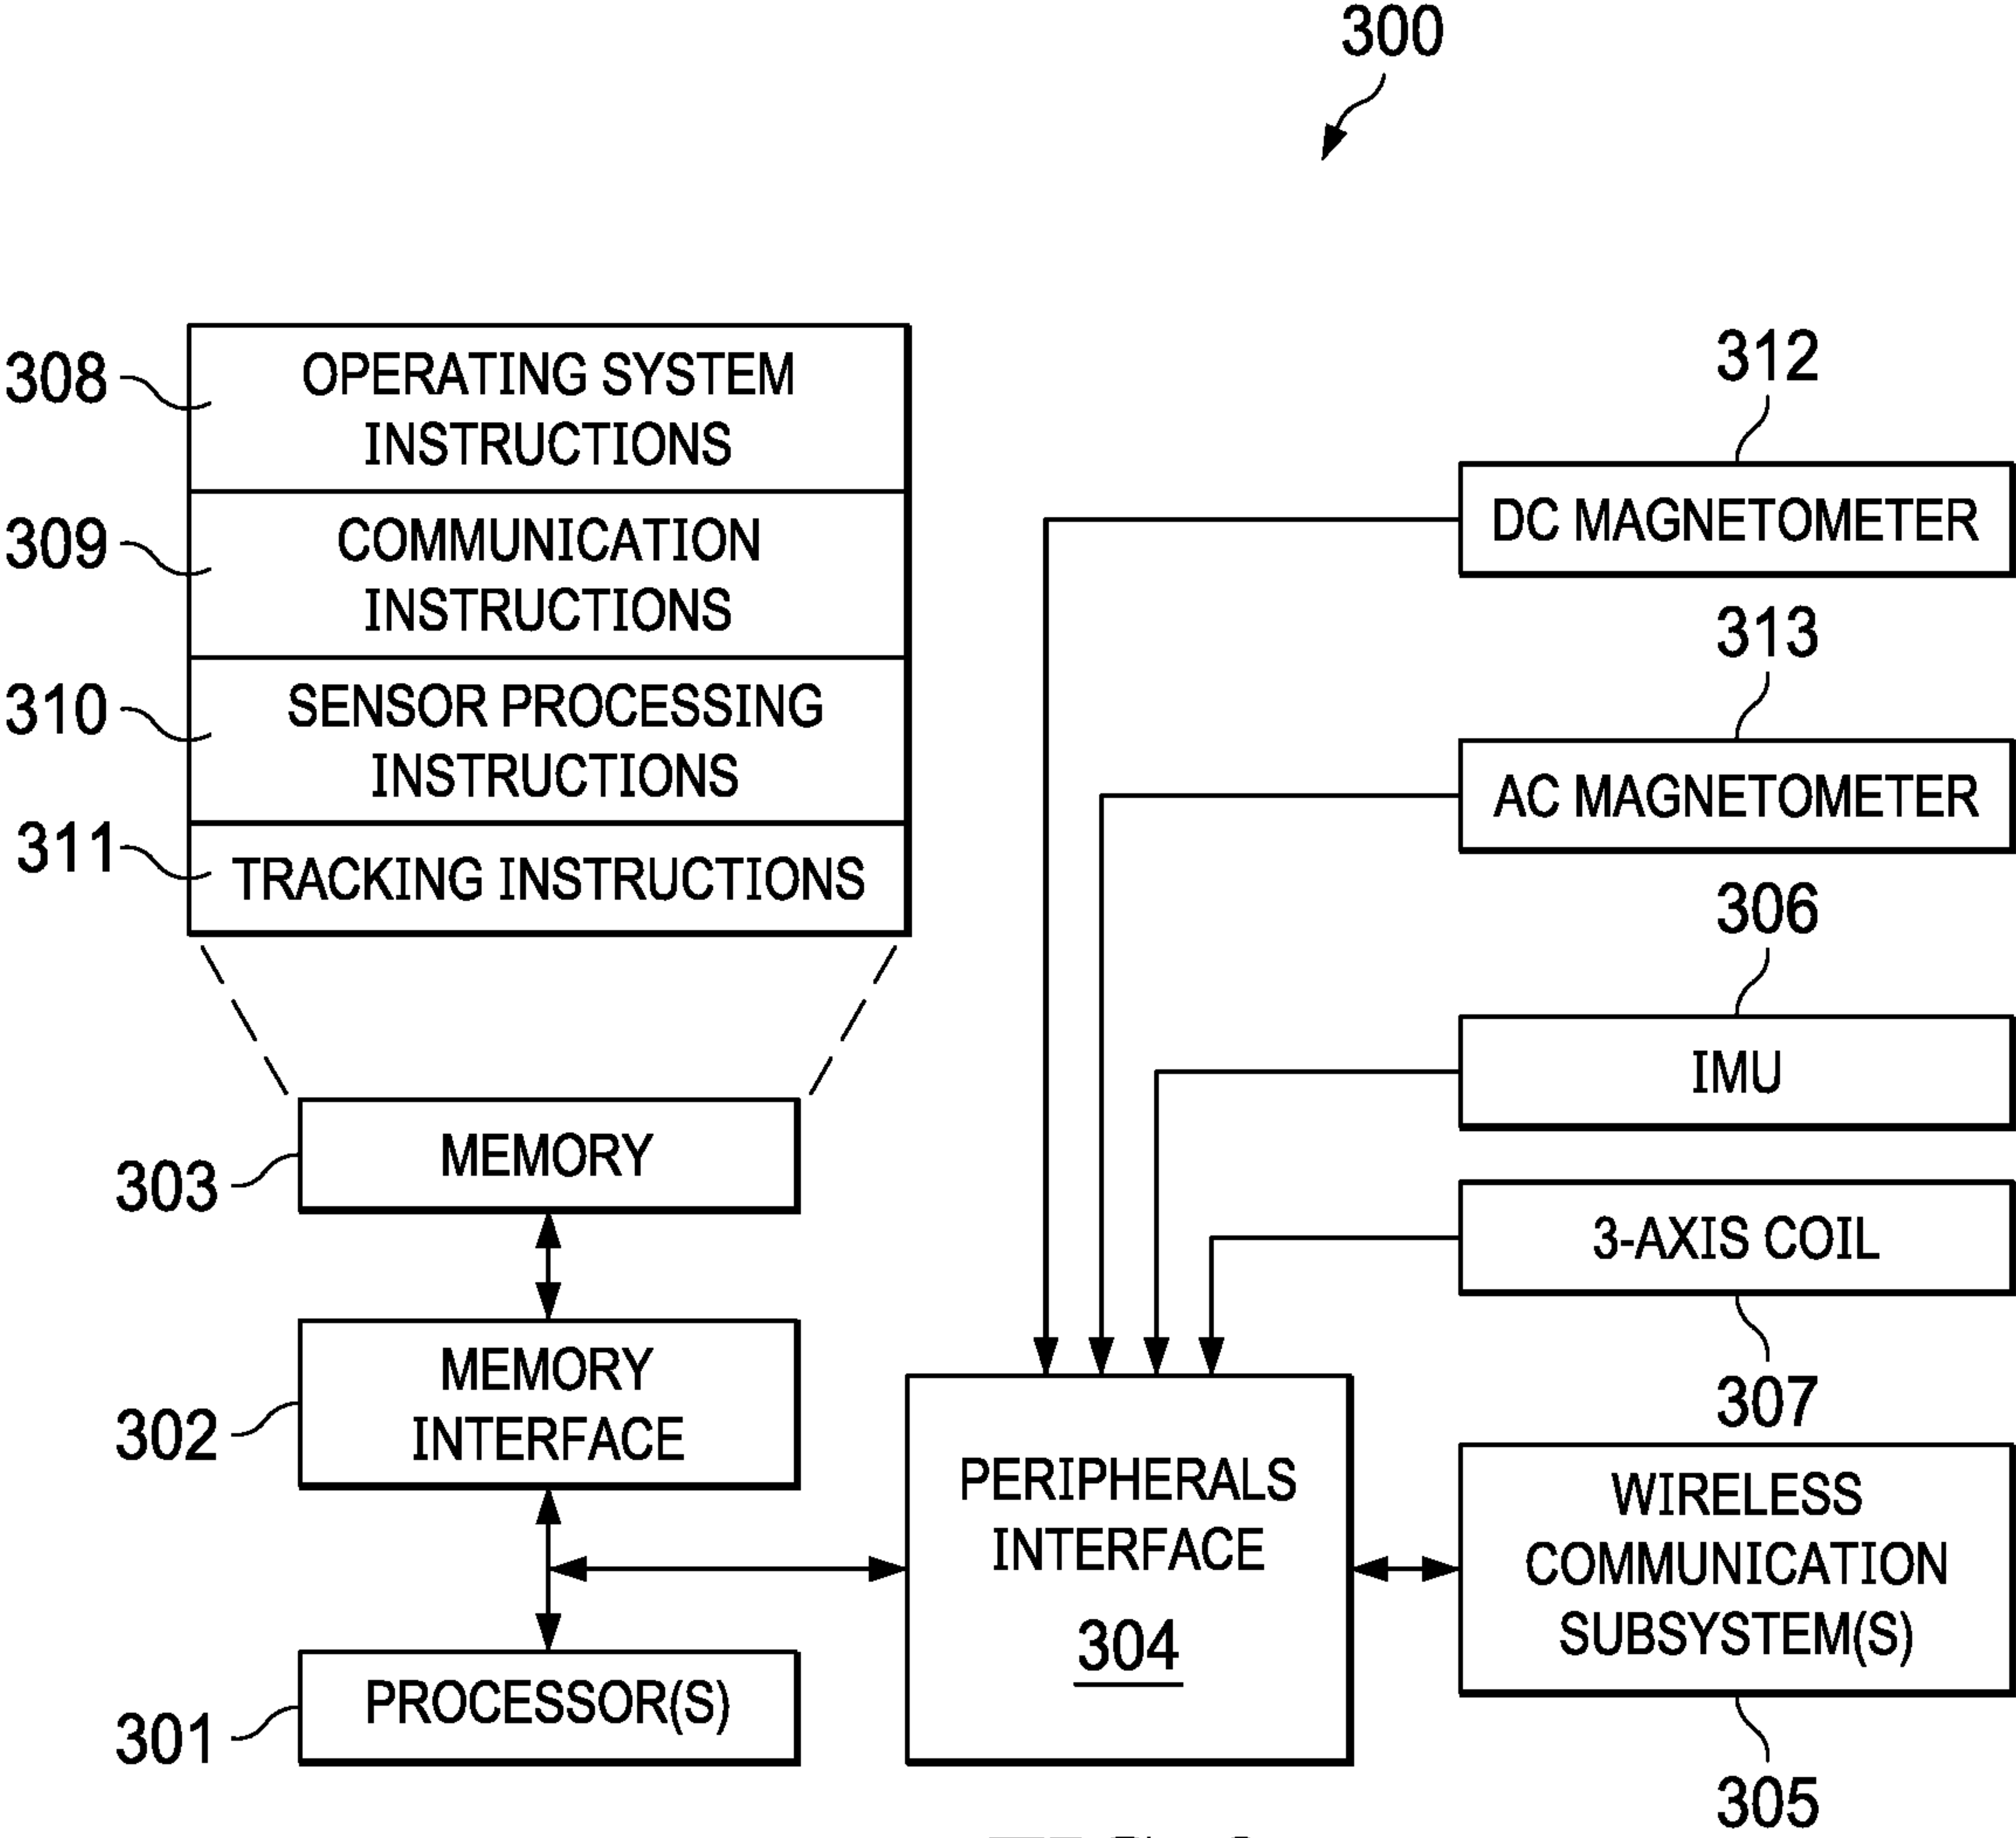 300
308
OPERATING SYSTEM
INSTRUCTIONS
309
COMMUNICATION
INSTRUCTIONS
310
SENSOR PROCESSING
INSTRUCTIONS
311
TRACKING INSTRUCTIONS
303
MEMORY
302
MEMORY
INTERFACE
301
PROCESSOR(S)
PERIPHERALS
INTERFACE
304
312
DC MAGNETOMETER
313
AC MAGNETOMETER
306
IMU
3-AXIS COIL
307
WIRELESS
COMMUNICATION
SUBSYSTEM(S)
305